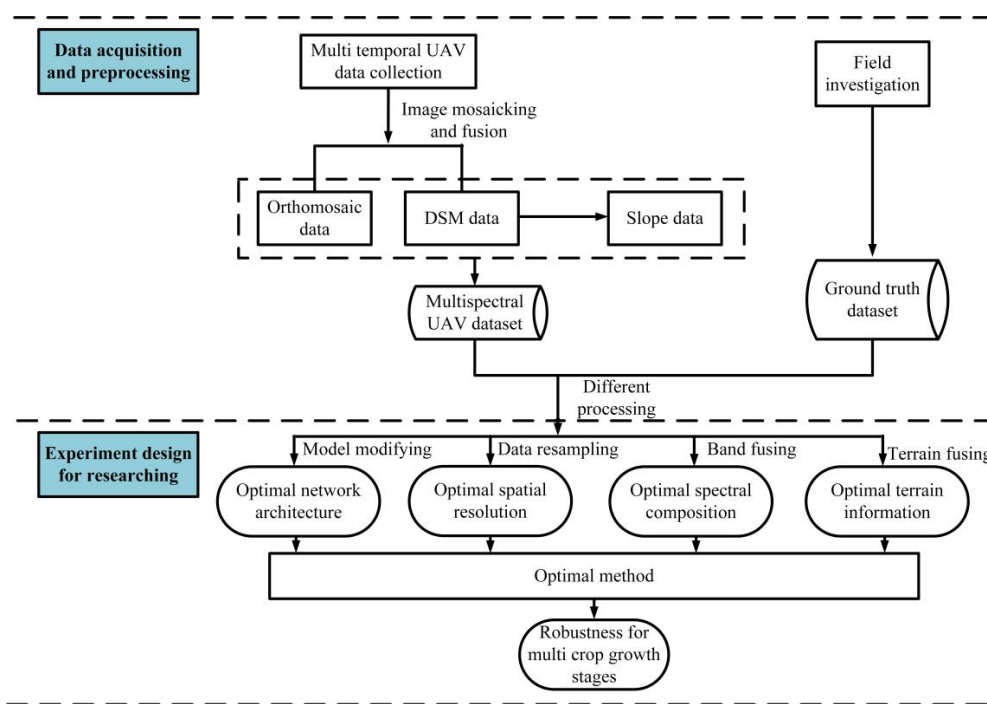 Data acquisition
and preprocessing
Multi temporal UAV
data collection
Field
investigation
Image mosaicking
and fusion
Orthomosaic
data
DSM data
Slope data
Multispectral
UAV dataset
Ground truth
dataset
Different
processing
Experiment design
for researching
Model modifying
Data resampling
Band fusing
Terrain fusing
Optimal network
architecture
Optimal spatial
resolution
Optimal spectral
composition
Optimal terrain
information
Optimal method
Robustness for
multi crop growth
stages